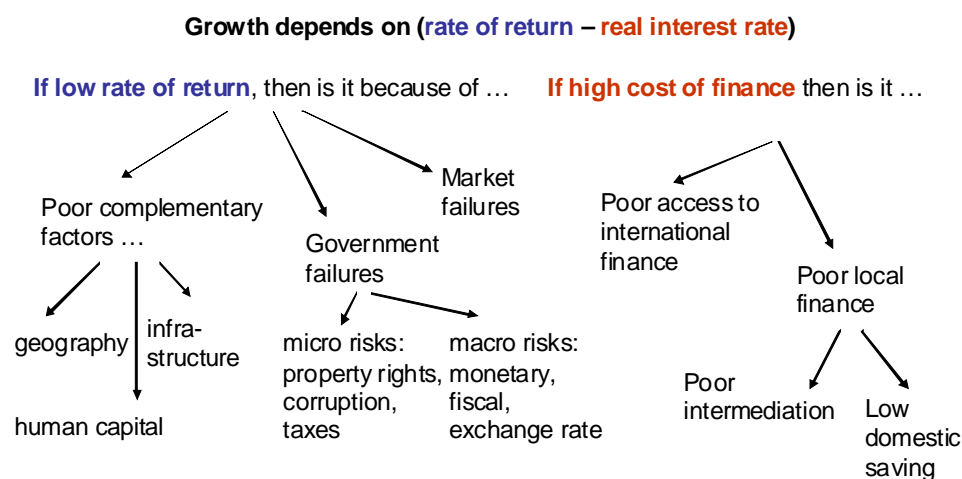 Growth depends on (rate of return – real interest rate)
If low rate of return, then is it because of …
If high cost of finance then is it …
Poor complementary
factors …
geography
human capital
infra-
structure
Government
failures
micro risks:
property rights,
corruption,
taxes
macro risks:
monetary,
fiscal,
exchange rate
Market
failures
Poor access to
international
finance
Poor local
finance
Poor
intermediation
Low
domestic
saving